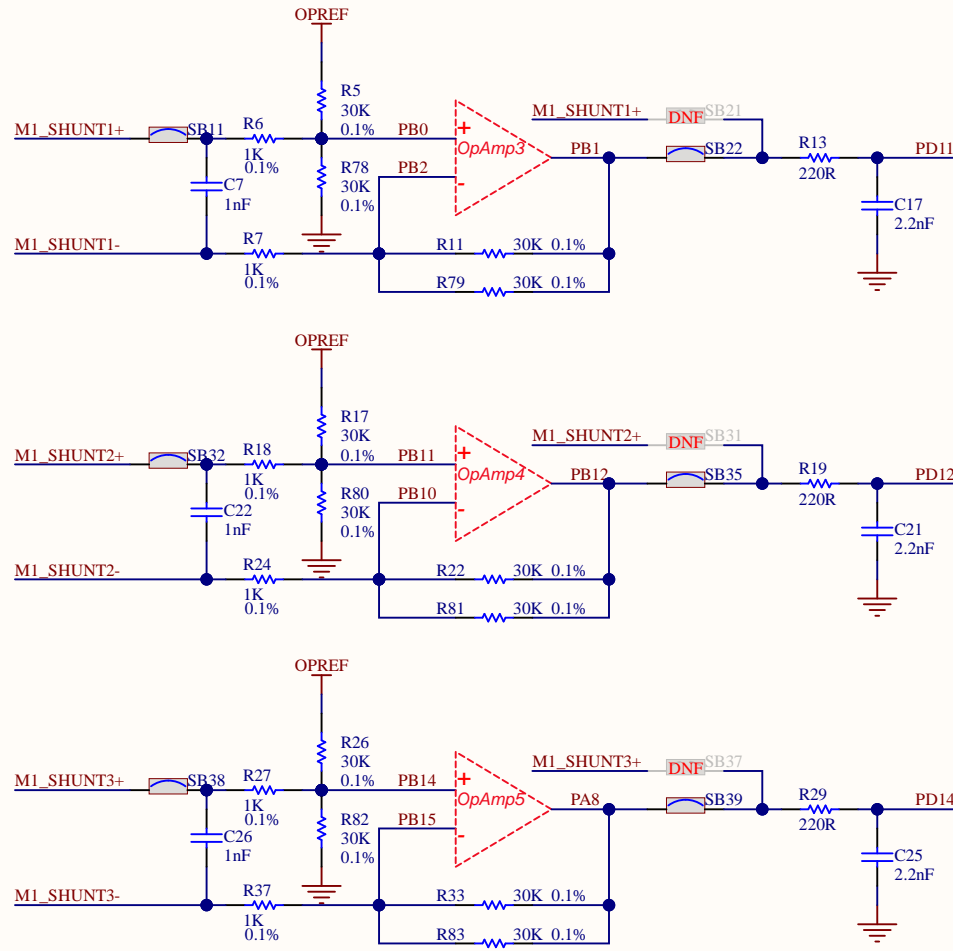 OPREF
R5
30K
0.1%
M1_SHUNT1+
SB11
R6
1K
0.1%
PB0
+
OpAmp3
-
M1_SHUNT1+
DNF
SB21
R78
30K
0.1%
PB2
PB1
SB22
R13
220R
PD11
C7
1nF
C17
2.2nF
M1_SHUNT1-
R7
1K
0.1%
R11
30K 0.1%
R79
30K 0.1%
OPREF
R17
30K
0.1%
M1_SHUNT2+
SB32
R18
1K
0.1%
PB11
+
OpAmp4
-
M1_SHUNT2+
DNF
SB31
R80
30K
0.1%
PB10
PB12
SB35
R19
220R
PD12
C22
1nF
C21
2.2nF
M1_SHUNT2-
R24
1K
0.1%
R22
30K 0.1%
R81
30K 0.1%
OPREF
R26
30K
0.1%
M1_SHUNT3+
SB38
R27
1K
0.1%
PB14
+
OpAmp5
-
M1_SHUNT3+
DNF
SB37
R82
30K
0.1%
PB15
PA8
SB39
R29
220R
PD14
C26
1nF
C25
2.2nF
M1_SHUNT3-
R37
1K
0.1%
R33
30K 0.1%
R83
30K 0.1%